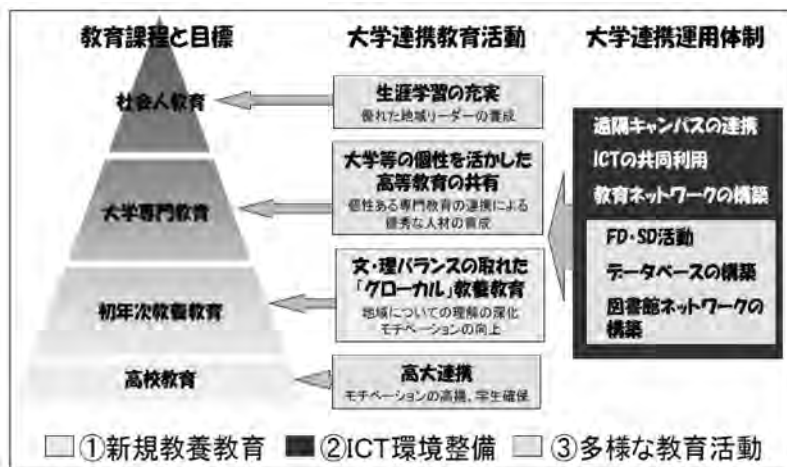 教育課程と目標
大学連携教育活動
大学連携運用体制
社会人教育
大学専門教育
初年次教養教育
高校教育
生涯学習の充実
優れた地域リーダーの養成
大学等の個性を活かした
高等教育の共有
個性ある専門教育の連携による
優秀な人材の育成
文・理バランスの取れた
「グローカル」教養教育
地域についての理解の深化
モチベーションの向上
高大連携
モチベーションの高揚、学生確保
遠隔キャンパスの連携
ICTの共同利用
教育ネットワークの構築
FD・SD活動
データベースの構築
図書館ネットワークの
構築
①新規教養教育 ②ICT環境整備 ③多様な教育活動